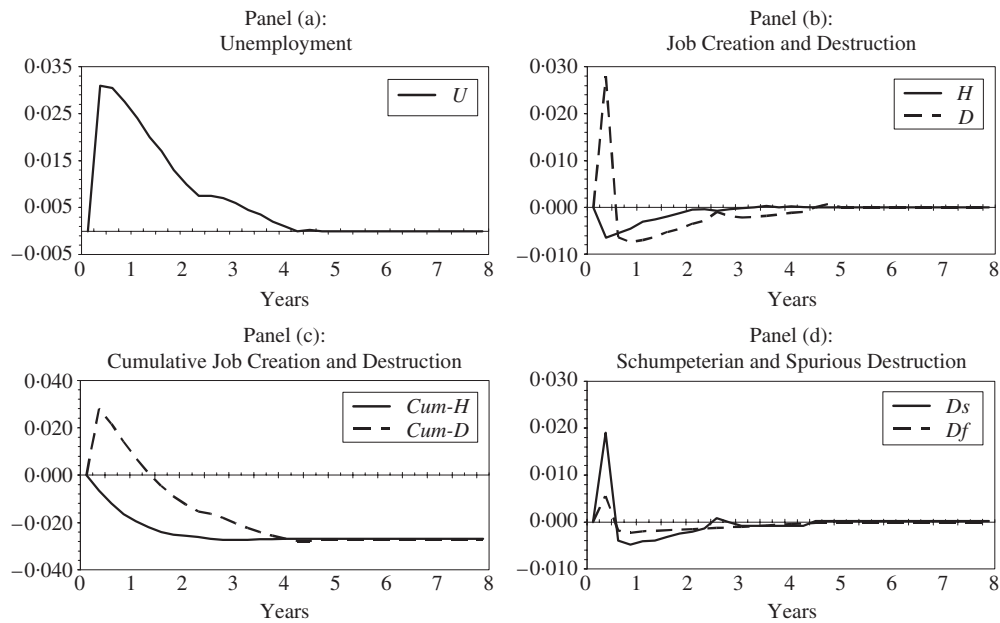 Panel (a):
Unemployment
0·035
0·025
0·015
0·005
−0·005
U
0 1 2 3 4 5 6 7 8
Years
Panel (b):
Job Creation and Destruction
0·030
0·020
0·010
0·000
−0·010
H
D
0 1 2 3 4 5 6 7 8
Years
Panel (c):
Cumulative Job Creation and Destruction
0·040
0·020
0·000
−0·020
−0·040
Cum-H
Cum-D
0 1 2 3 4 5 6 7 8
Years
Panel (d):
Schumpeterian and Spurious Destruction
0·030
0·020
0·010
0·000
−0·010
Ds
Df
0 1 2 3 4 5 6 7 8
Years